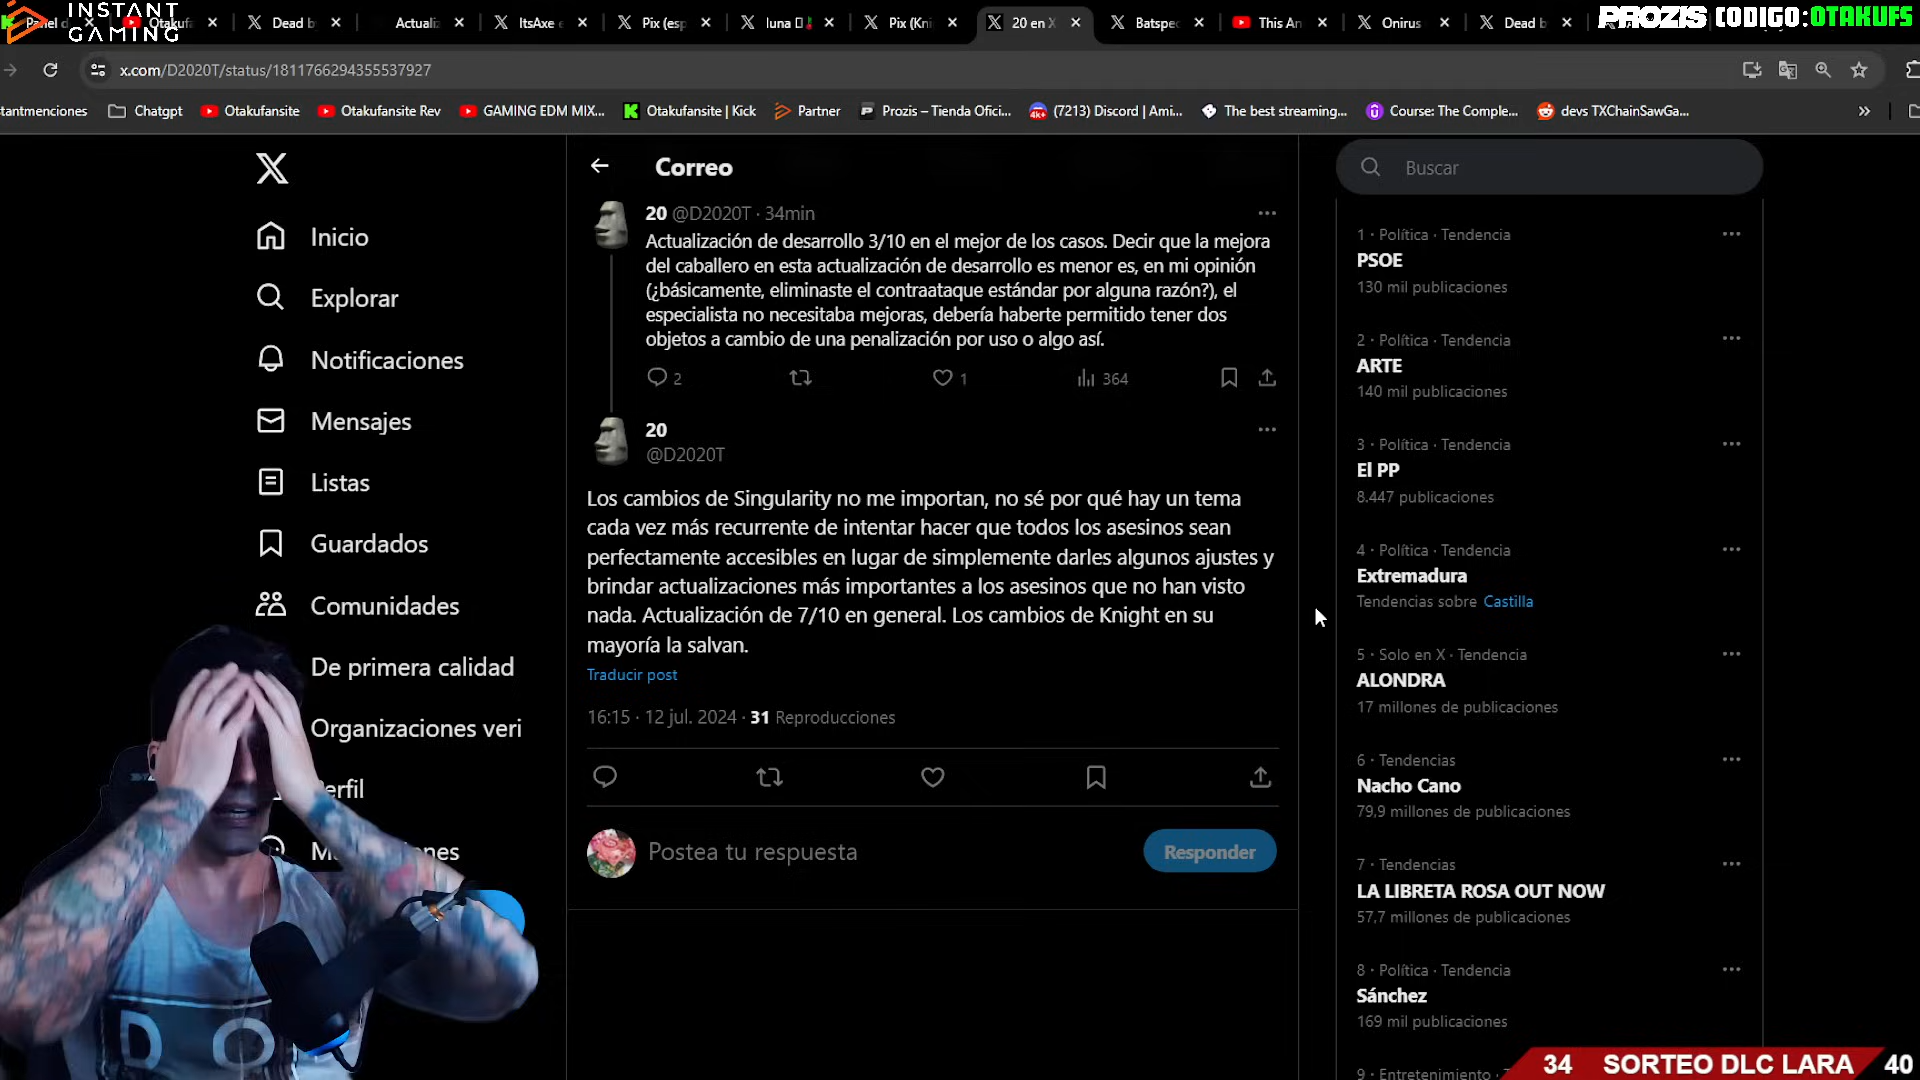 INSTANT
GAMING
Panel d
Otakuf
Dead b
Actualiz
ItsAxe e
Pix (esp
luna
Pix (Kni
20 en X
Batspec
This An
Onirus
Dead b
PROZIS CODIGO:OTAKUFS
x.com/D2020T/status/1811766294355537927
stantmenciones
Chatgpt
Otakufansite
Otakufansite Rev
GAMING EDM MIX...
Otakufansite | Kick
Partner
Prozis – Tienda Ofici...
(7213) Discord | Ami...
The best streaming...
Course: The Comple...
devs TXChainSawGa...
Inicio
Explorar
Notificaciones
Mensajes
Listas
Guardados
Comunidades
De primera calidad
Organizaciones veri
erfil
Correo
20 @D2020T · 34min
Actualización de desarrollo 3/10 en el mejor de los casos. Decir que la mejora
del caballero en esta actualización de desarrollo es menor es, en mi opinión
(¿básicamente, eliminaste el contraataque estándar por alguna razón?), el
especialista no necesitaba mejoras, debería haberte permitido tener dos
objetos a cambio de una penalización por uso o algo así.
2
1
364
20
@D2020T
Los cambios de Singularity no me importan, no sé por qué hay un tema
cada vez más recurrente de intentar hacer que todos los asesinos sean
perfectamente accesibles en lugar de simplemente darles algunos ajustes y
brindar actualizaciones más importantes a los asesinos que no han visto
nada. Actualización de 7/10 en general. Los cambios de Knight en su
mayoría la salvan.
Traducir post
16:15 · 12 jul. 2024 · 31 Reproducciones
Postea tu respuesta
Responder
Buscar
1 · Política · Tendencia
PSOE
130 mil publicaciones
2 · Política · Tendencia
ARTE
140 mil publicaciones
3 · Política · Tendencia
El PP
8.447 publicaciones
4 · Política · Tendencia
Extremadura
Tendencias sobre Castilla
5 · Solo en X · Tendencia
ALONDRA
17 millones de publicaciones
6 · Tendencias
Nacho Cano
79,9 millones de publicaciones
7 · Tendencias
LA LIBRETA ROSA OUT NOW
57,7 millones de publicaciones
8 · Política · Tendencia
Sánchez
169 mil publicaciones
9 · Entretenimiento ·
34 SORTEO DLC LARA 40